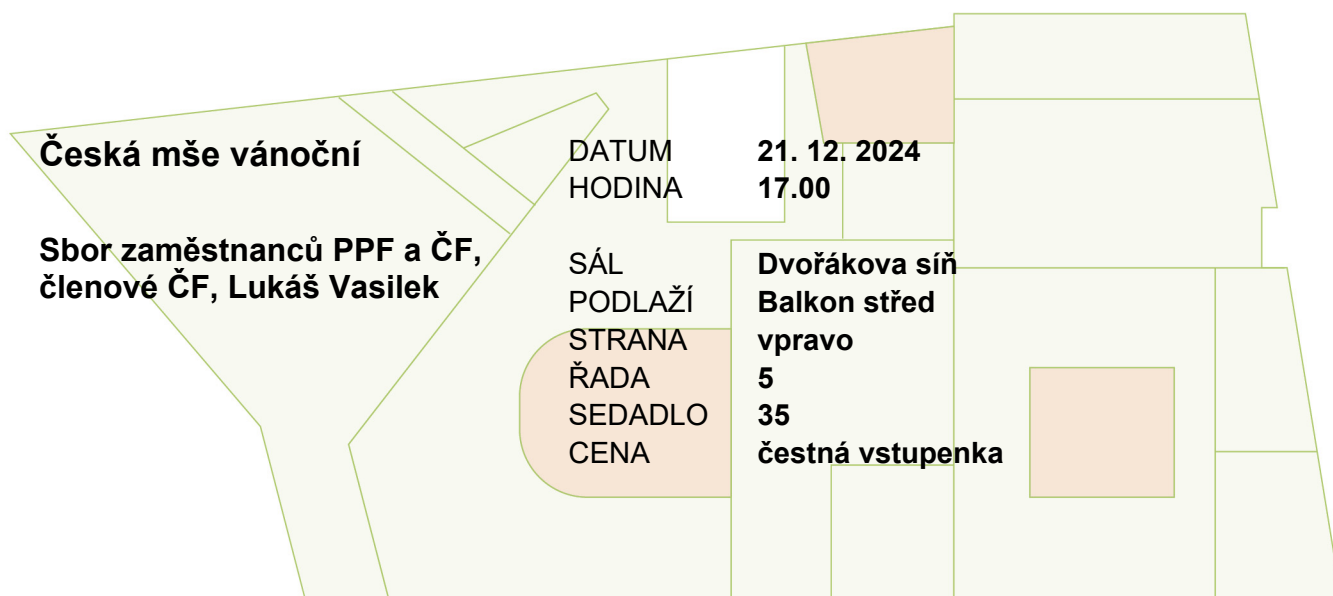 Česká mše vánoční
Sbor zaměstnanců PPF a ČF,
členové ČF, Lukáš Vasilek
DATUM 21. 12. 2024
HODINA 17.00
SÁL Dvořákova síň
PODLAŽÍ Balkon střed
STRANA vpravo
ŘADA 5
SEDADLO 35
CENA čestná vstupenka